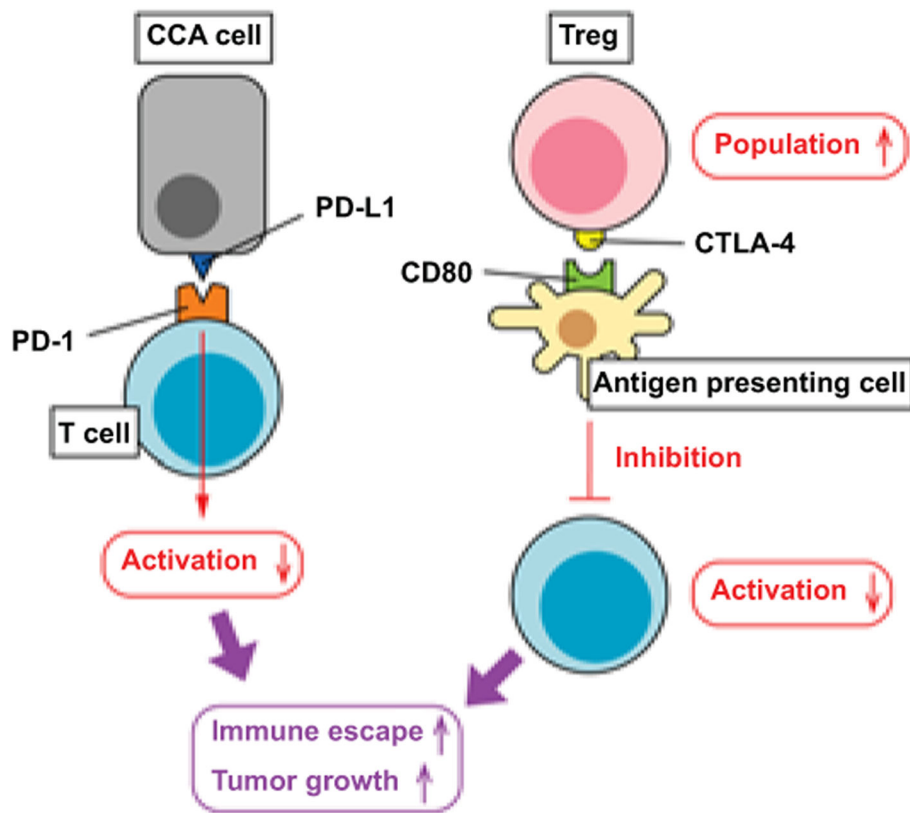 CCA cell
Treg
Population ↑
PD-L1
CTLA-4
CD80
PD-1
Antigen presenting cell
T cell
Inhibition
Activation ↓
Activation ↓
Immune escape ↑
Tumor growth ↑